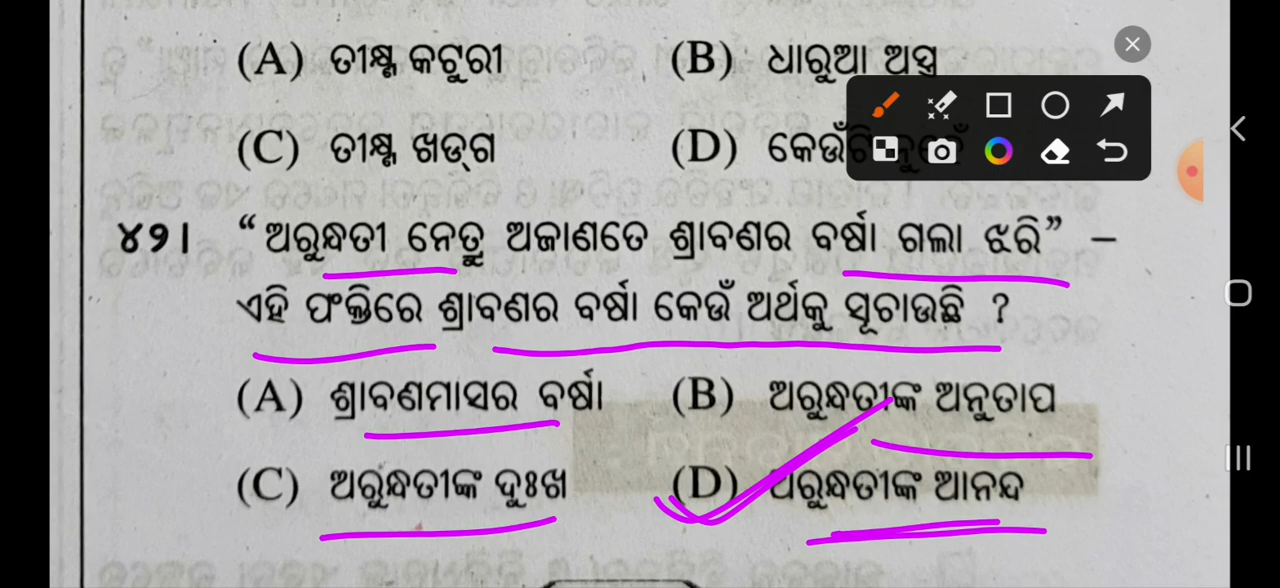 (A) ତୀକ୍ଷ୍ଣ କଟୁରୀ (B) ଧାରୁଆ ଅସ୍ତ୍ର
(C) ତୀକ୍ଷ୍ଣ ଖଡ୍‌ଗ (D) କେଉଁଟି ନୁହେଁ
୪୨। “ଅରୁନ୍ଧତୀ ନେତ୍ରୁ ଅଜାଣତେ ଶ୍ରାବଣର ବର୍ଷା ଗଲା ଝରି” –
ଏହି ପଂକ୍ତିରେ ଶ୍ରାବଣର ବର୍ଷା କେଉଁ ଅର୍ଥକୁ ସୂଚାଉଛି ?
(A) ଶ୍ରାବଣମାସର ବର୍ଷା (B) ଅରୁନ୍ଧତୀଙ୍କ ଅନୁତାପ
(C) ଅରୁନ୍ଧତୀଙ୍କ ଦୁଃଖ (D) ଅରୁନ୍ଧତୀଙ୍କ ଆନନ୍ଦ